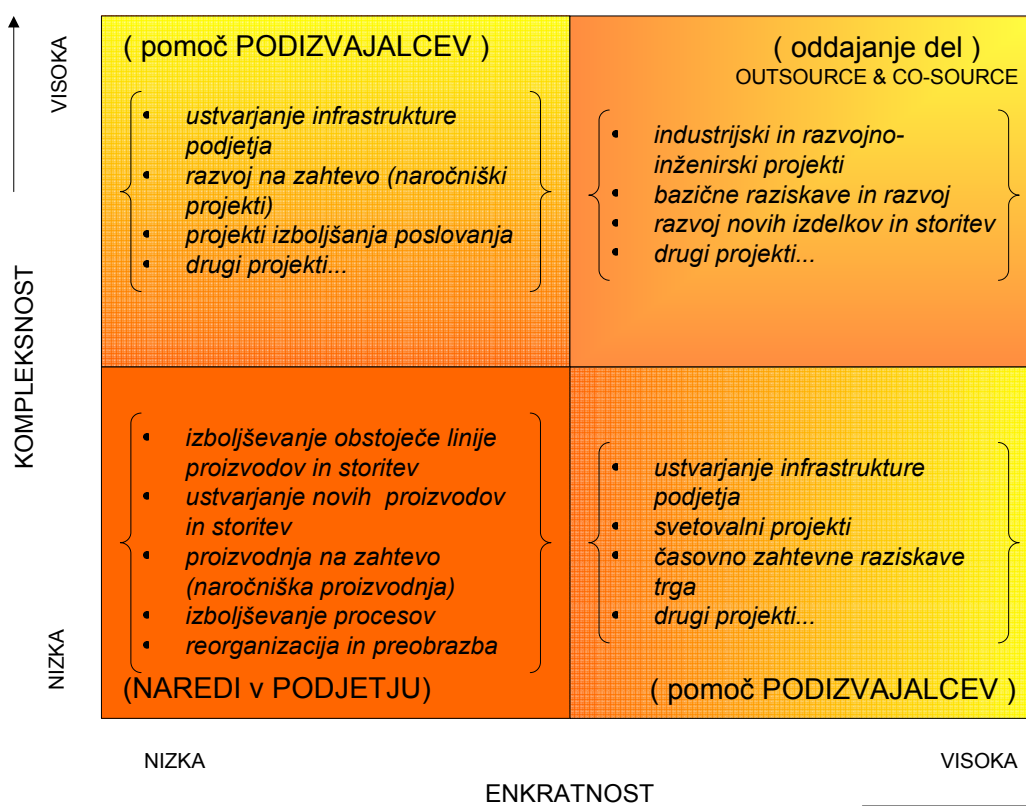 VISOKA
KOMPLEKSNOST
NIZKA
( pomoč PODIZVAJALCEV )
• ustvarjanje infrastrukture
podjetja
• razvoj na zahtevo (naročniški
projekti)
• projekti izboljšanja poslovanja
• drugi projekti...
( oddajanje del )
OUTSOURCE & CO-SOURCE
• industrijski in razvojno-
inženirski projekti
• bazične raziskave in razvoj
• razvoj novih izdelkov in storitev
• drugi projekti...
• izboljševanje obstoječe linije
proizvodov in storitev
• ustvarjanje novih proizvodov
in storitev
• proizvodnja na zahtevo
(naročniška proizvodnja)
• izboljševanje procesov
• reorganizacija in preobrazba
(NAREDI v PODJETJU)
• ustvarjanje infrastrukture
podjetja
• svetovalni projekti
• časovno zahtevne raziskave
trga
• drugi projekti...
( pomoč PODIZVAJALCEV )
NIZKA
VISOKA
ENKRATNOST